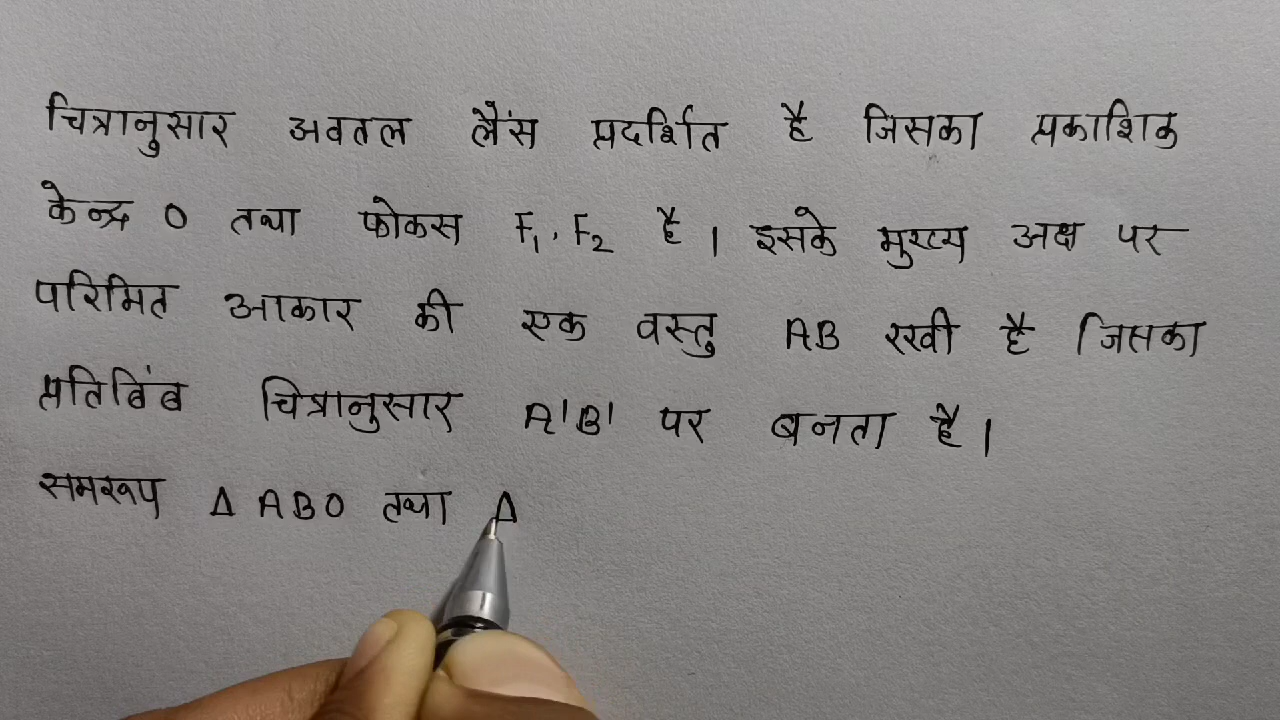 चित्रानुसार अवतल लैंस प्रदर्शित है जिसका प्रकाशिक
केन्द्र O तथा फोकस F₁, F₂ है। इसके मुख्य अक्ष पर
परिमित आकार की एक वस्तु AB रखी है जिसका
प्रतिबिंब चित्रानुसार A'B' पर बनता है।
समरूप Δ ABO तथा Δ